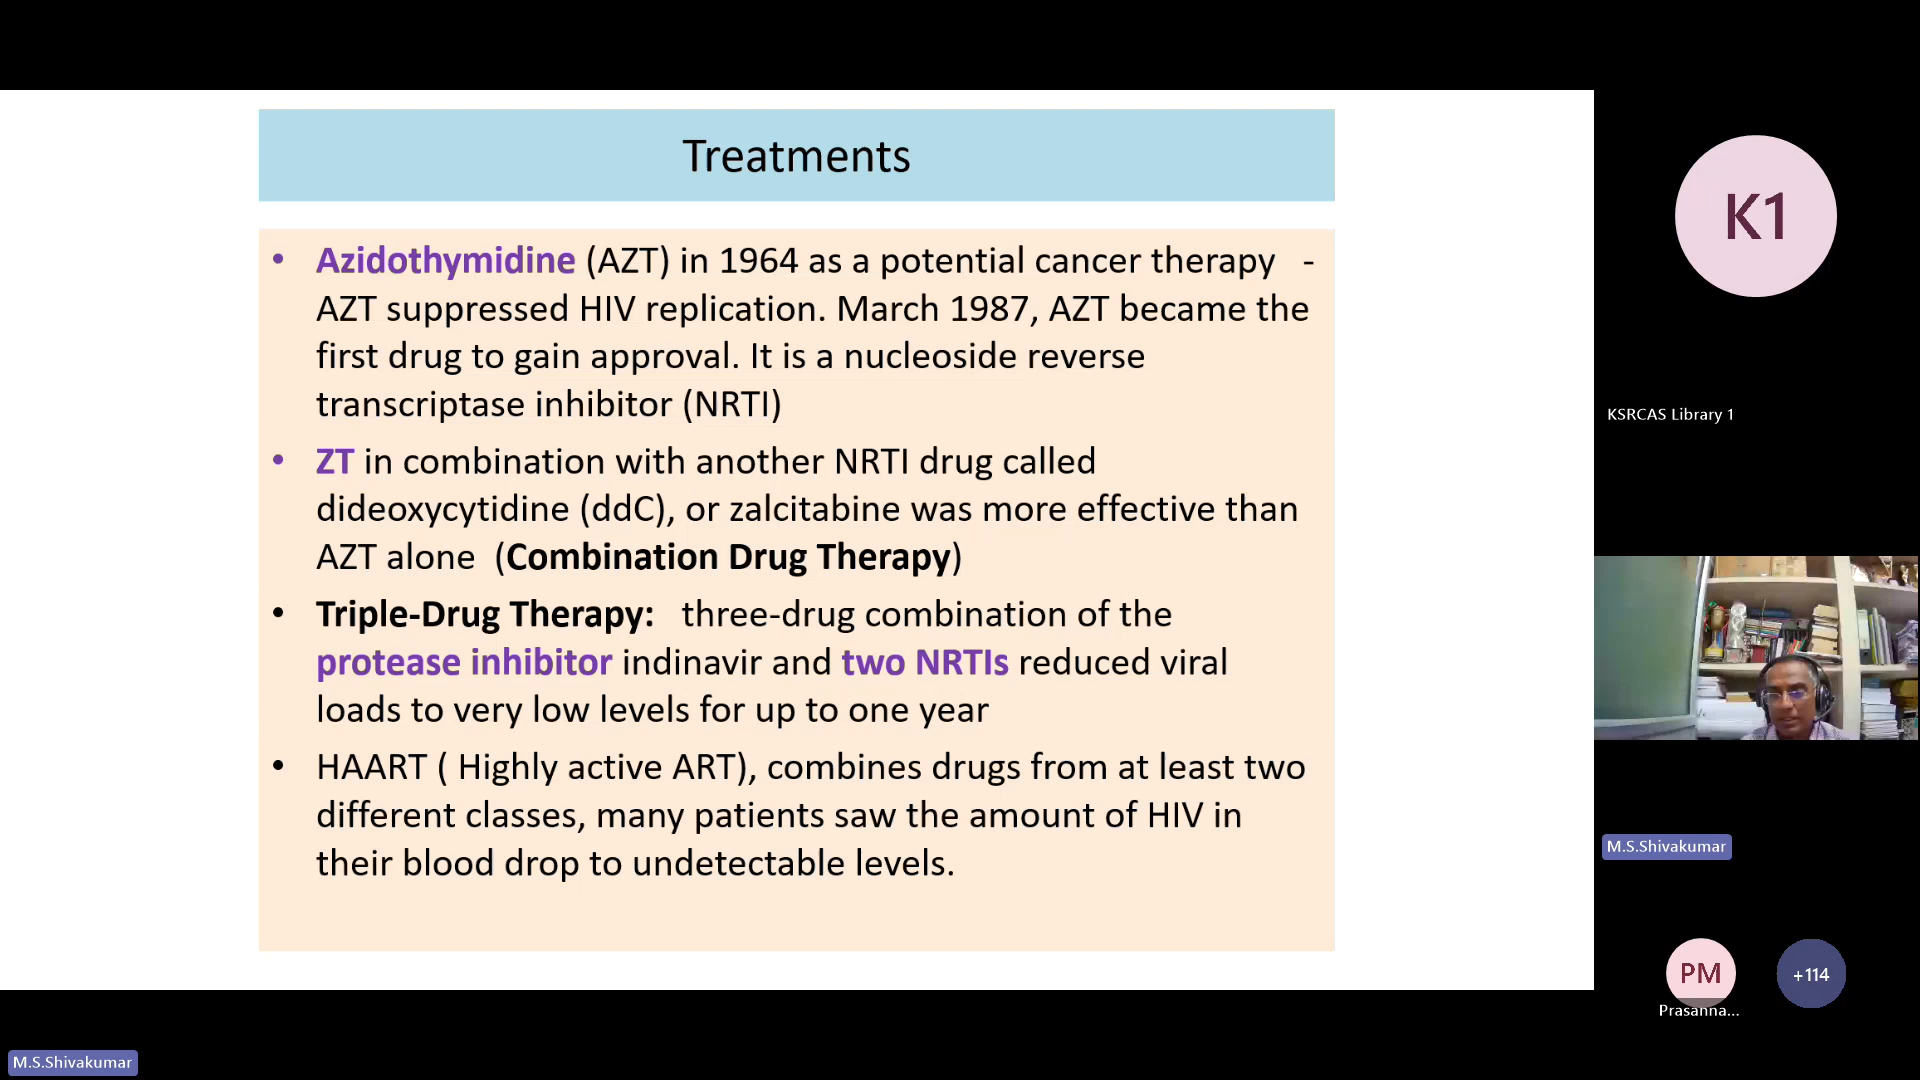 Treatments
• Azidothymidine (AZT) in 1964 as a potential cancer therapy -
AZT suppressed HIV replication. March 1987, AZT became the
first drug to gain approval. It is a nucleoside reverse
transcriptase inhibitor (NRTI)
• ZT in combination with another NRTI drug called
dideoxycytidine (ddC), or zalcitabine was more effective than
AZT alone (Combination Drug Therapy)
• Triple-Drug Therapy: three-drug combination of the
protease inhibitor indinavir and two NRTIs reduced viral
loads to very low levels for up to one year
• HAART ( Highly active ART), combines drugs from at least two
different classes, many patients saw the amount of HIV in
their blood drop to undetectable levels.
K1
KSRCAS Library 1
M.S.Shivakumar
PM
+114
Prasanna...
M.S.Shivakumar